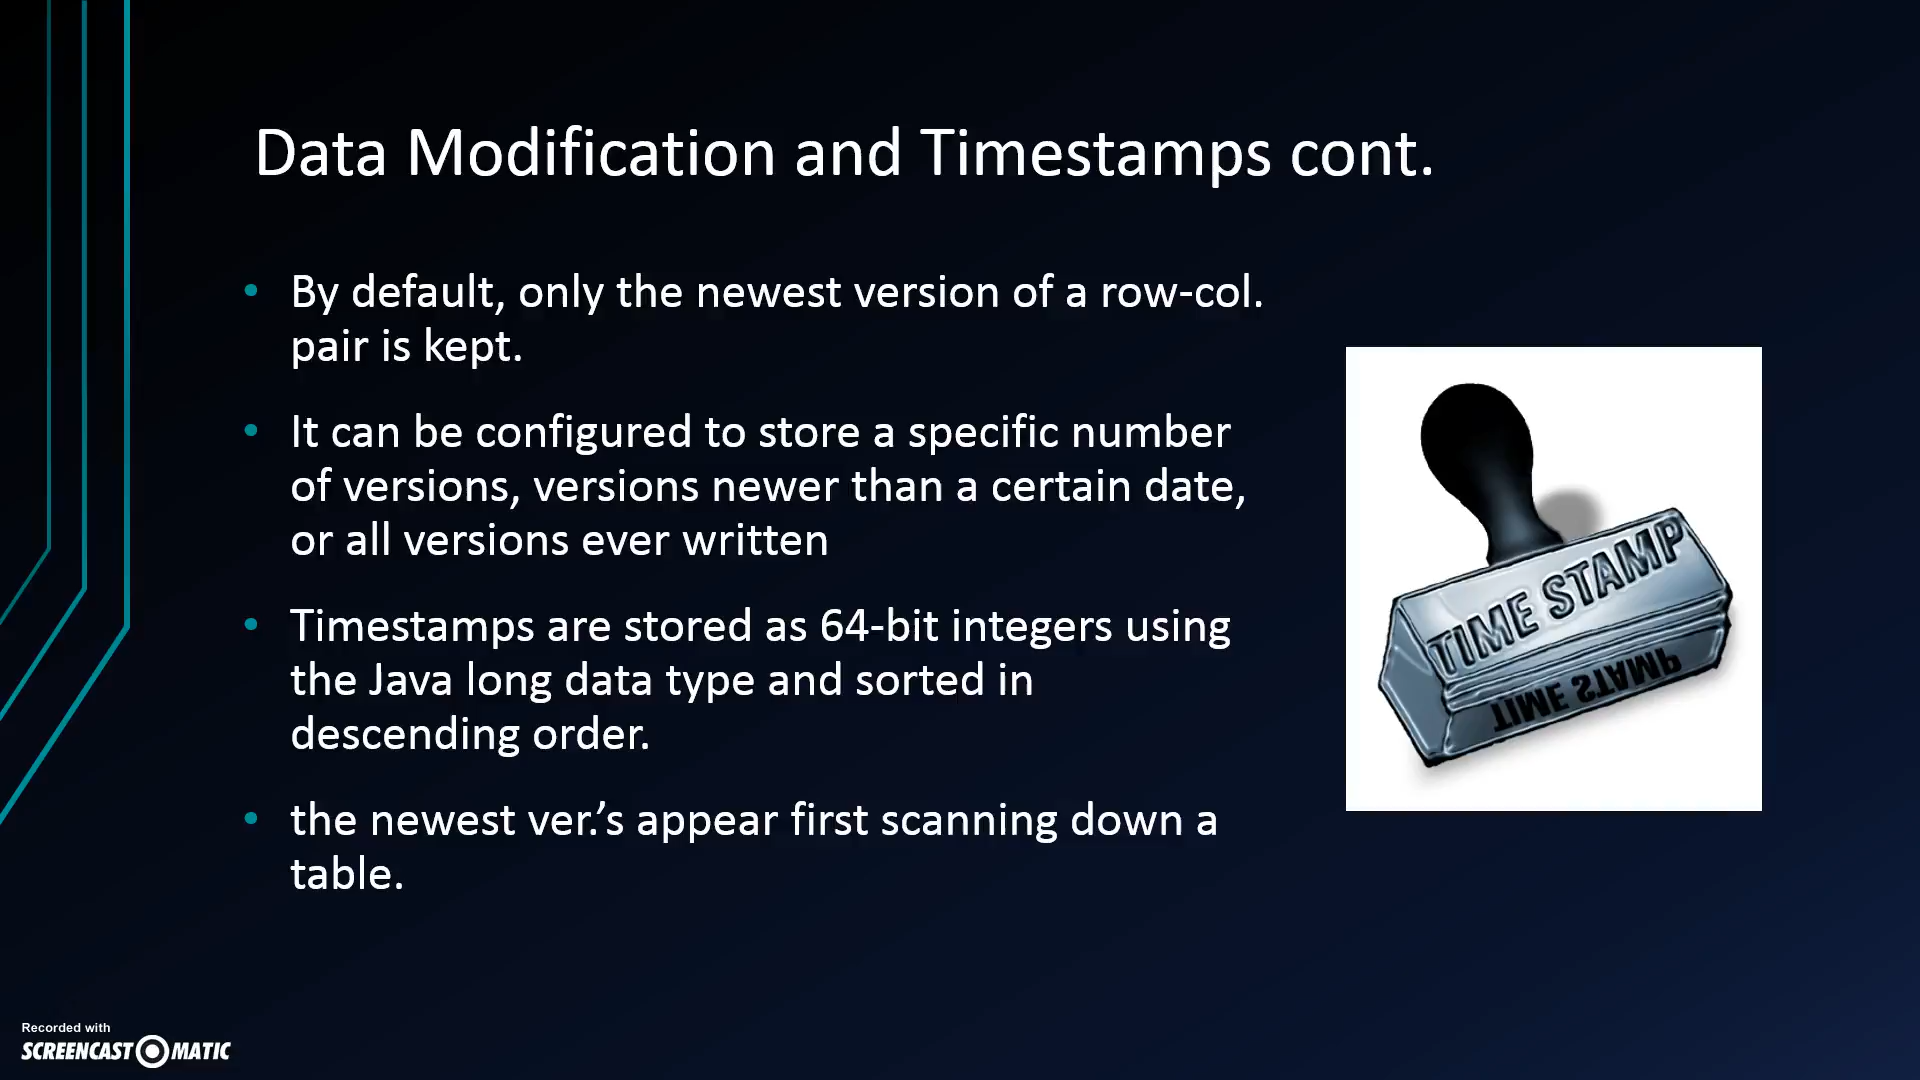 Data Modification and Timestamps cont.
• By default, only the newest version of a row-col.
pair is kept.
• It can be configured to store a specific number
of versions, versions newer than a certain date,
or all versions ever written
• Timestamps are stored as 64-bit integers using
the Java long data type and sorted in
descending order.
• the newest ver.’s appear first scanning down a
table.
TIME STAMP
TIME STAMP
Recorded with
SCREENCAST MATIC